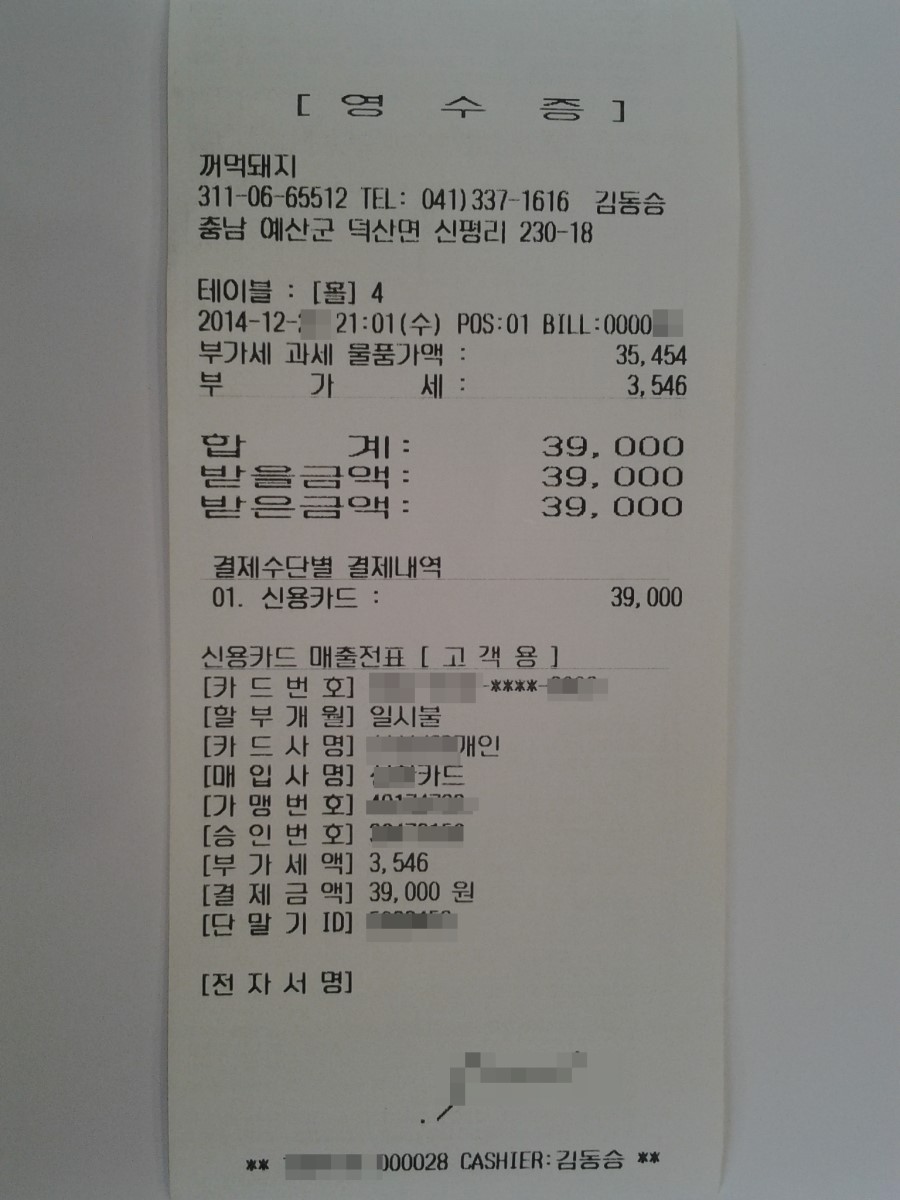 [ 영 수 증 ]
꺼먹돼지
311-06-65512 TEL: 041)337-1616 김동승
충남 예산군 덕산면 신평리 230-18
테이블 : [홀] 4
2014-12- 21:01(수) POS:01 BILL:0000
부가세 과세 물품가액 : 35,454
부 가 세 : 3,546
합 계: 39,000
받을금액: 39,000
받은금액: 39,000
결제수단별 결제내역
01. 신용카드 : 39,000
신용카드 매출전표 [ 고 객 용 ]
[카 드 번 호] -****-
[할 부 개 월] 일시불
[카 드 사 명] 개인
[매 입 사 명] 카드
[가 맹 번 호]
[승 인 번 호]
[부 가 세 액] 3,546
[결 제 금 액] 39,000 원
[단 말 기 ID]
[전 자 서 명]
** 000028 CASHIER:김동승 **